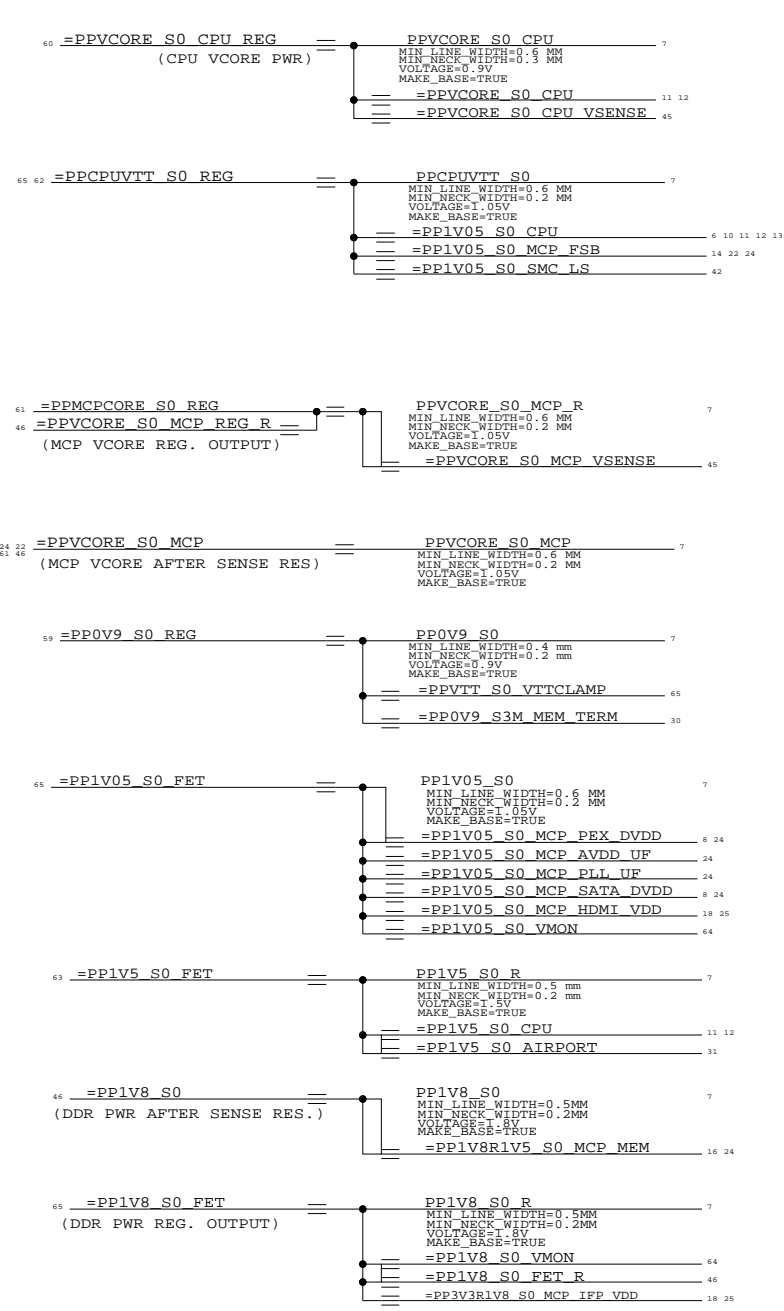 60 =PPVCORE_S0_CPU_REG PPVCORE_S0_CPU 7
(CPU VCORE PWR) MIN_LINE_WIDTH=0.6 MM
MIN_NECK_WIDTH=0.3 MM
VOLTAGE=0.9V
MAKE_BASE=TRUE
=PPVCORE_S0_CPU 11 12
=PPVCORE_S0_CPU_VSENSE 45
65 62 =PPCPUVTT_S0_REG PPCPUVTT_S0 7
MIN_LINE_WIDTH=0.6 MM
MIN_NECK_WIDTH=0.2 MM
VOLTAGE=1.05V
MAKE_BASE=TRUE
=PP1V05_S0_CPU 6 10 11 12 13
=PP1V05_S0_MCP_FSB 14 22 24
=PP1V05_S0_SMC_LS 42
61 =PPMCPCORE_S0_REG PPVCORE_S0_MCP_R 7
46 =PPVCORE_S0_MCP_REG_R MIN_LINE_WIDTH=0.6 MM
MIN_NECK_WIDTH=0.2 MM
(MCP VCORE REG. OUTPUT) VOLTAGE=1.05V
MAKE_BASE=TRUE
=PPVCORE_S0_MCP_VSENSE 45
24 22 =PPVCORE_S0_MCP PPVCORE_S0_MCP 7
61 46 (MCP VCORE AFTER SENSE RES) MIN_LINE_WIDTH=0.6 MM
MIN_NECK_WIDTH=0.2 MM
VOLTAGE=1.05V
MAKE_BASE=TRUE
59 =PP0V9_S0_REG PP0V9_S0 7
MIN_LINE_WIDTH=0.4 mm
MIN_NECK_WIDTH=0.2 mm
VOLTAGE=0.9V
MAKE_BASE=TRUE
=PPVTT_S0_VTTCLAMP 65
=PP0V9_S3M_MEM_TERM 30
65 =PP1V05_S0_FET PP1V05_S0 7
MIN_LINE_WIDTH=0.6 MM
MIN_NECK_WIDTH=0.2 MM
VOLTAGE=1.05V
MAKE_BASE=TRUE
=PP1V05_S0_MCP_PEX_DVDD 8 24
=PP1V05_S0_MCP_AVDD_UF 24
=PP1V05_S0_MCP_PLL_UF 24
=PP1V05_S0_MCP_SATA_DVDD 8 24
=PP1V05_S0_MCP_HDMI_VDD 18 25
=PP1V05_S0_VMON 64
63 =PP1V5_S0_FET PP1V5_S0_R 7
MIN_LINE_WIDTH=0.5 mm
MIN_NECK_WIDTH=0.2 mm
VOLTAGE=1.5V
MAKE_BASE=TRUE
=PP1V5_S0_CPU 11 12
=PP1V5_S0_AIRPORT 31
46 =PP1V8_S0 PP1V8_S0 7
(DDR PWR AFTER SENSE RES.) MIN_LINE_WIDTH=0.5MM
MIN_NECK_WIDTH=0.2MM
VOLTAGE=1.8V
MAKE_BASE=TRUE
=PP1V8R1V5_S0_MCP_MEM 16 24
65 =PP1V8_S0_FET PP1V8_S0_R 7
(DDR PWR REG. OUTPUT) MIN_LINE_WIDTH=0.5MM
MIN_NECK_WIDTH=0.2MM
VOLTAGE=1.8V
MAKE_BASE=TRUE
=PP1V8_S0_VMON 64
=PP1V8_S0_FET_R 46
=PP3V3R1V8_S0_MCP_IFP_VDD 18 25